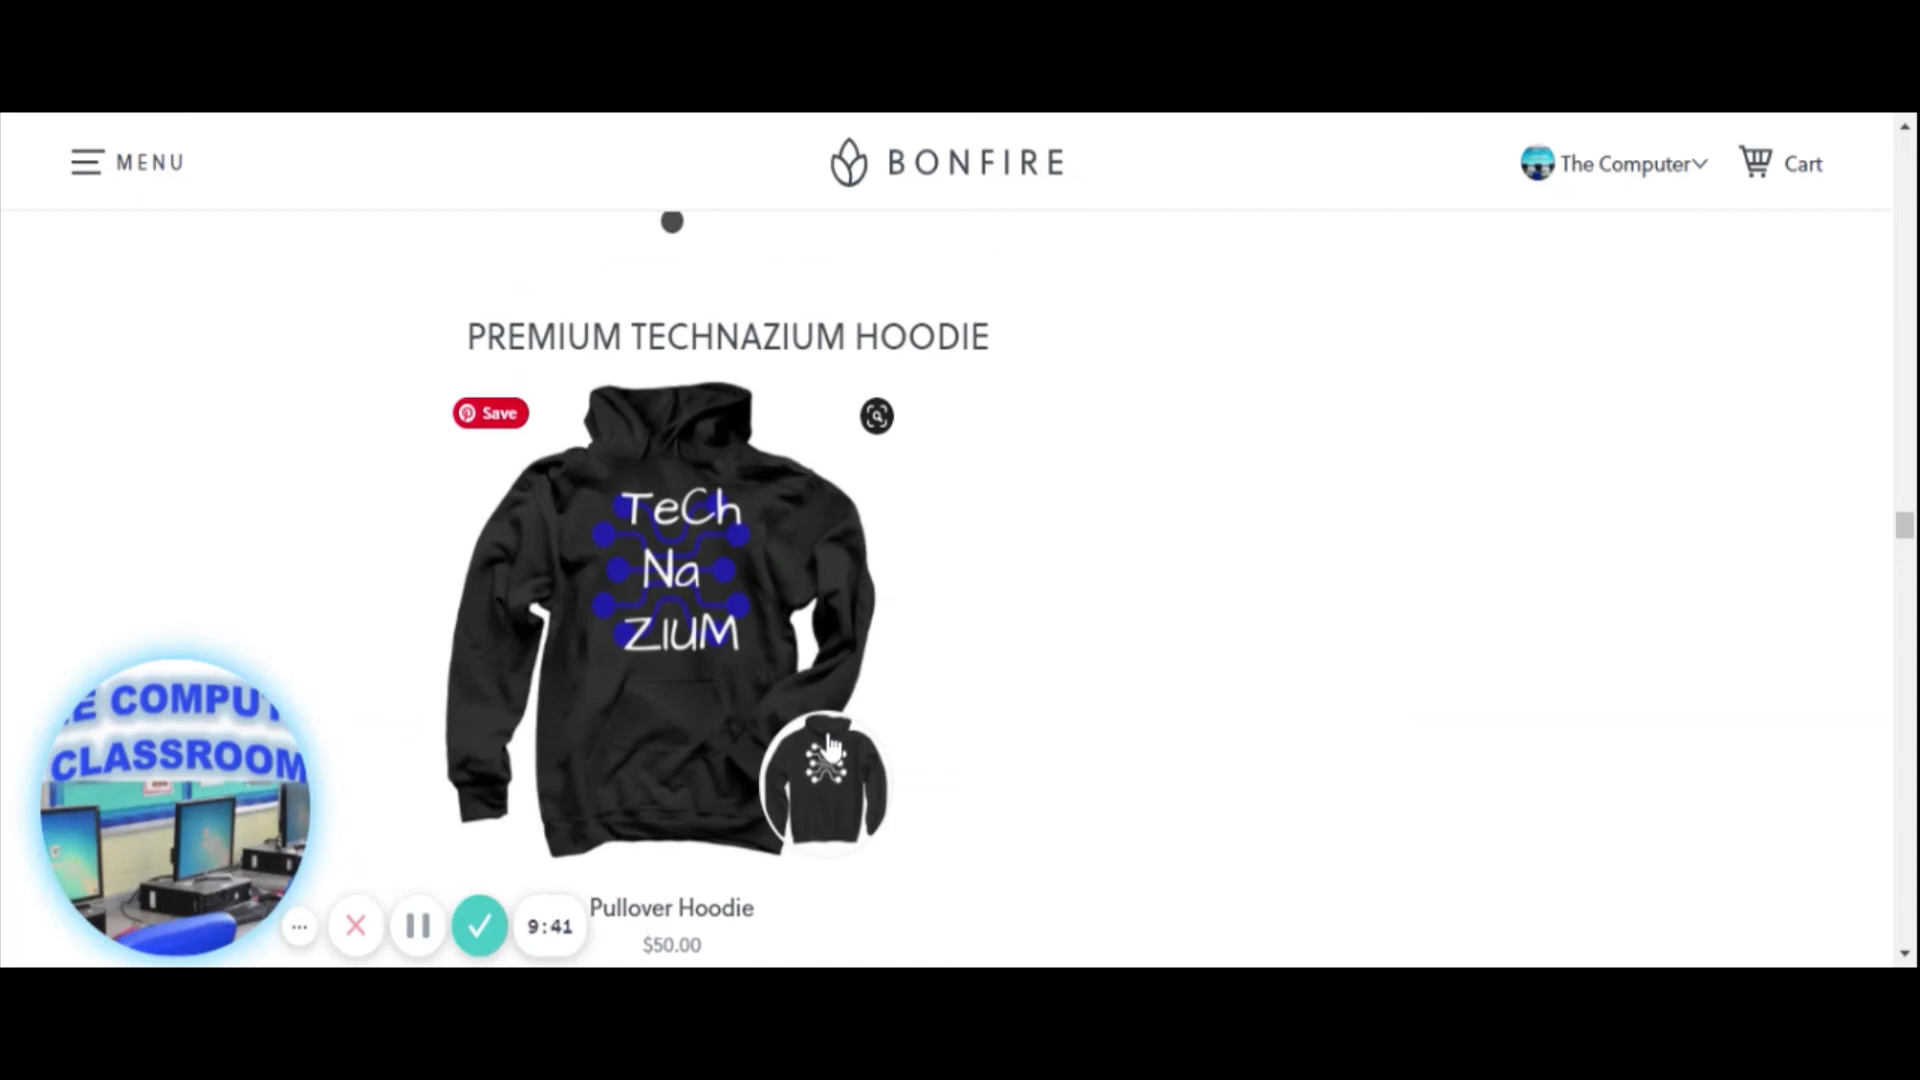 MENU
BONFIRE
The Computer
Cart
PREMIUM TECHNAZIUM HOODIE
Save
TeCh
Na
ZIUM
E COMPUT
CLASSROOM
9:41
Pullover Hoodie
$50.00